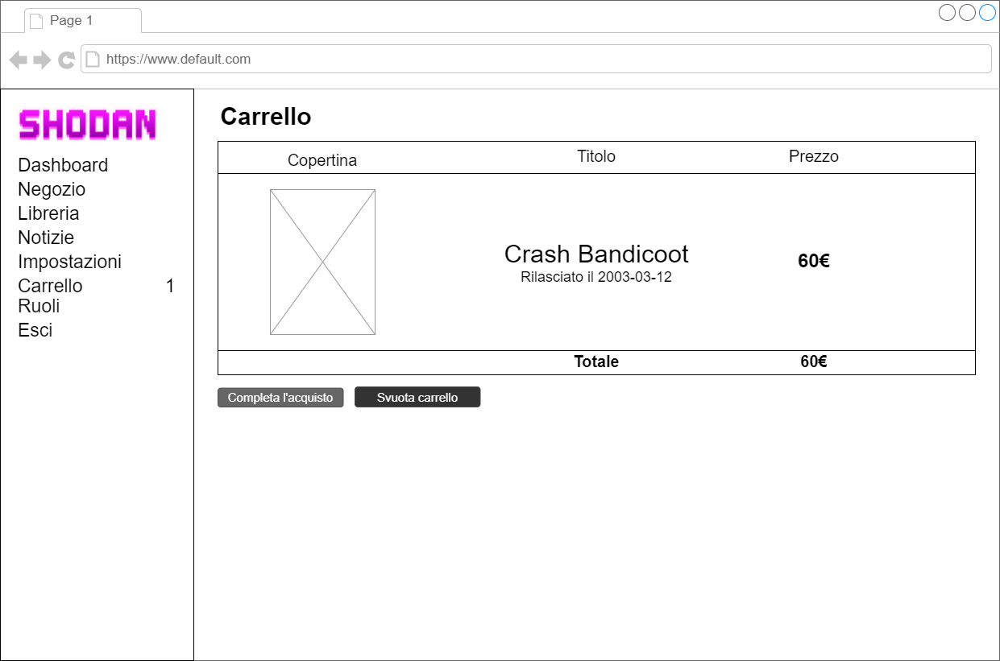 Page 1
https://www.default.com
SHODAN
Dashboard
Negozio
Libreria
Notizie
Impostazioni
Carrello 1
Ruoli
Esci
Carrello
Copertina Titolo Prezzo
Crash Bandicoot
Rilasciato il 2003-03-12
60€
Totale 60€
Completa l'acquisto Svuota carrello